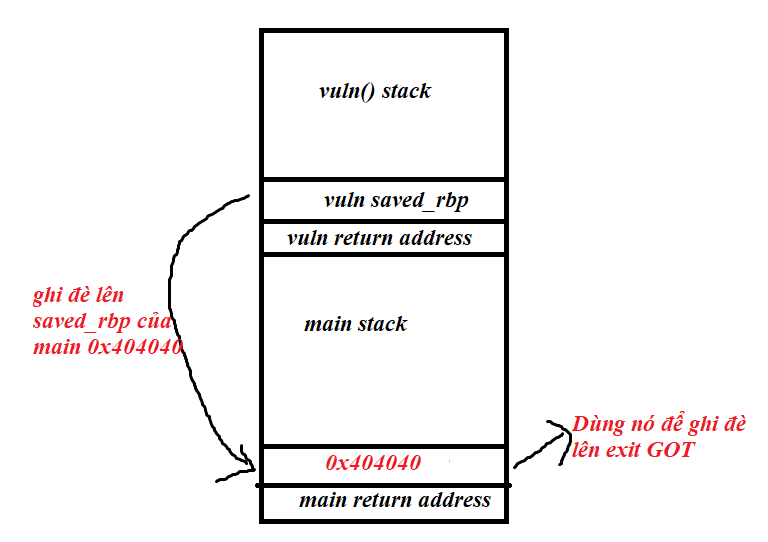 vuln() stack
vuln saved_rbp
vuln return address
ghi đè lên
saved_rbp của
main 0x404040
main stack
Dùng nó để ghi đè
lên exit GOT
0x404040
main return address